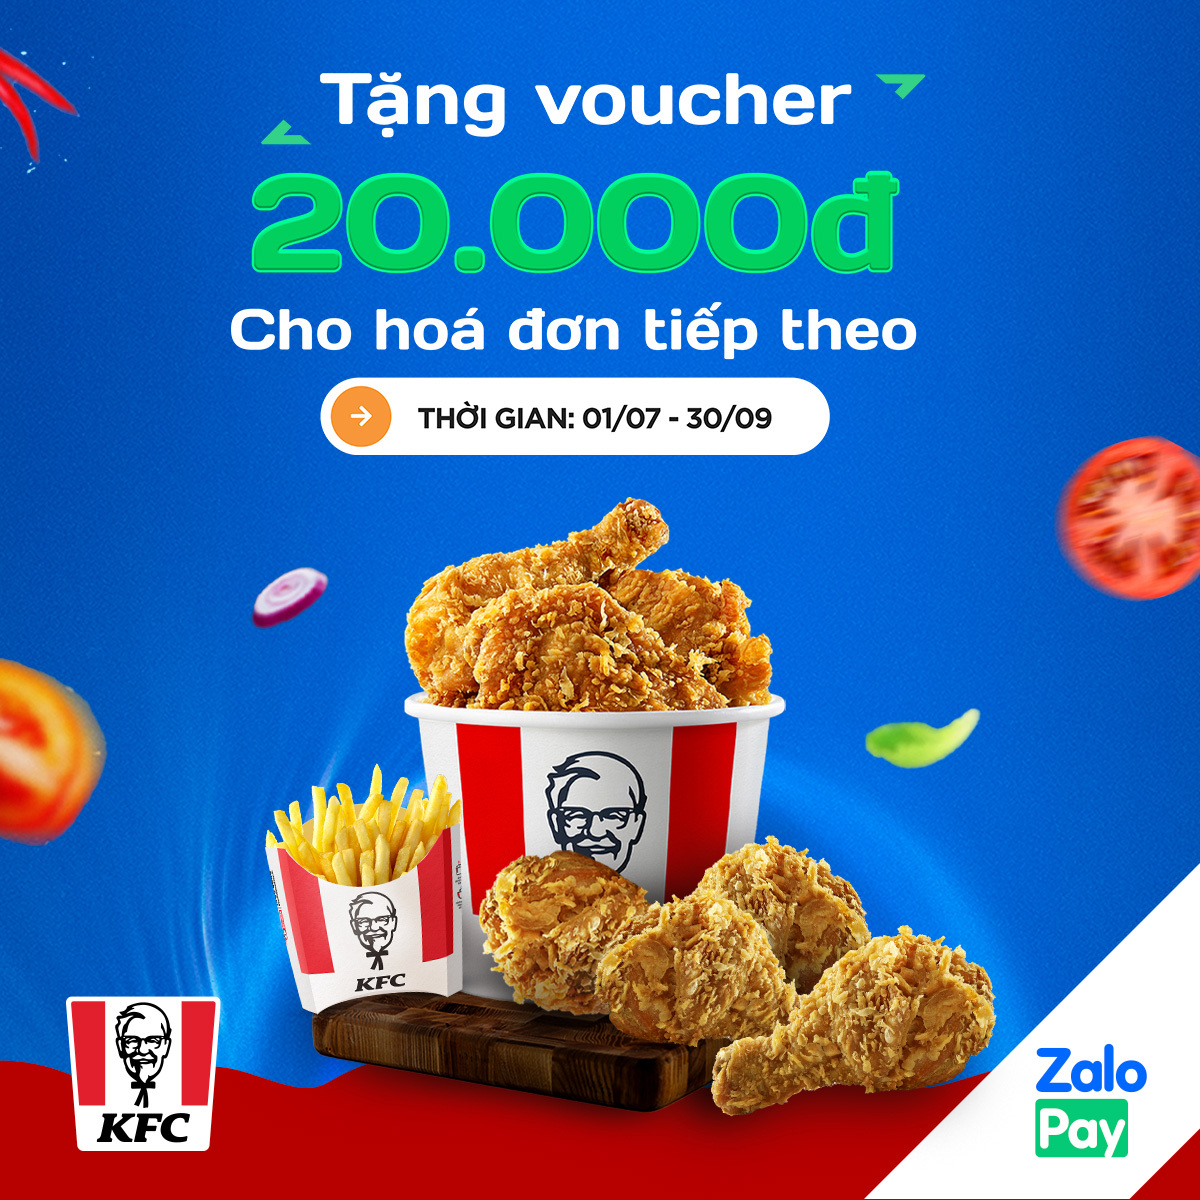 Tặng voucher
20.000đ
Cho hoá đơn tiếp theo
THỜI GIAN: 01/07 - 30/09
KFC
KFC
Zalo
Pay